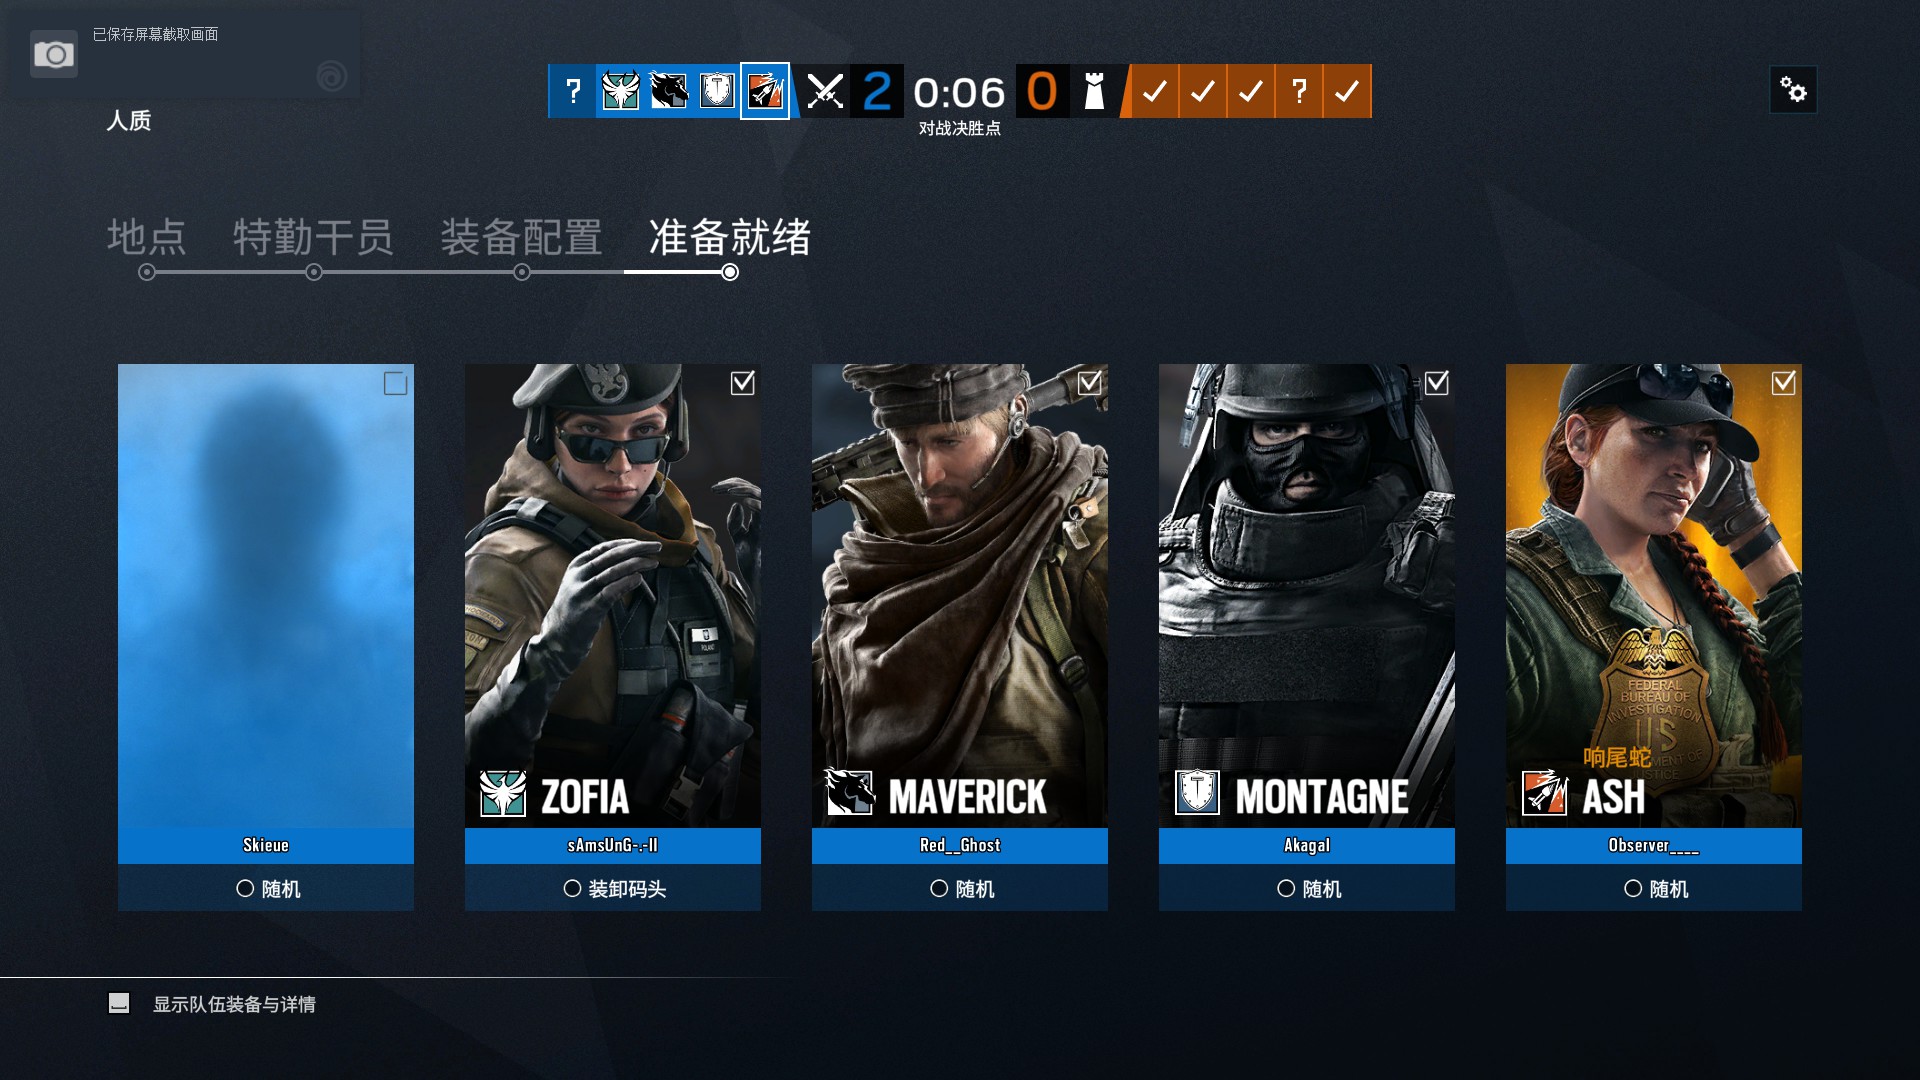 已保存屏幕截取画面
人质
?
2
0:06
0
?
对战决胜点
地点
特勤干员
装备配置
准备就绪
POLAND
FEDERAL
BUREAU OF
INVESTIGATION
US
响尾蛇
ZOFIA
MAVERICK
MONTAGNE
ASH
Skieue
sAmsUnG-.-II
Red__Ghost
Akagal
Observer____
随机
装卸码头
随机
随机
随机
显示队伍装备与详情